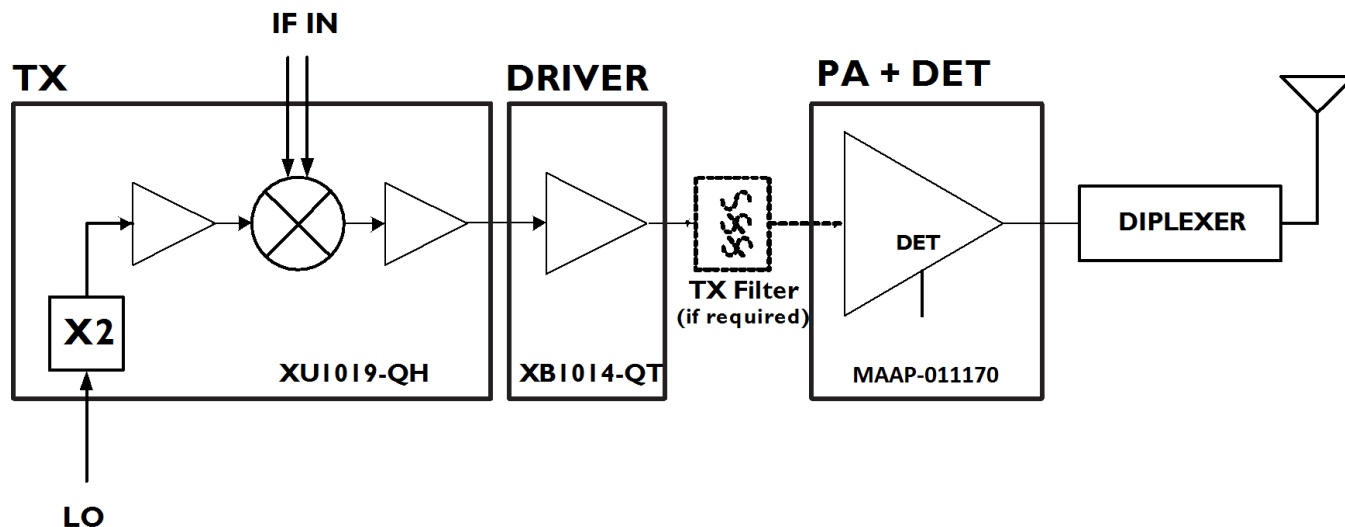 IF IN
TX
DRIVER
PA + DET
DET
DIPLEXER
TX Filter
(if required)
X2
XU1019-QH
XB1014-QT
MAAP-011170
LO